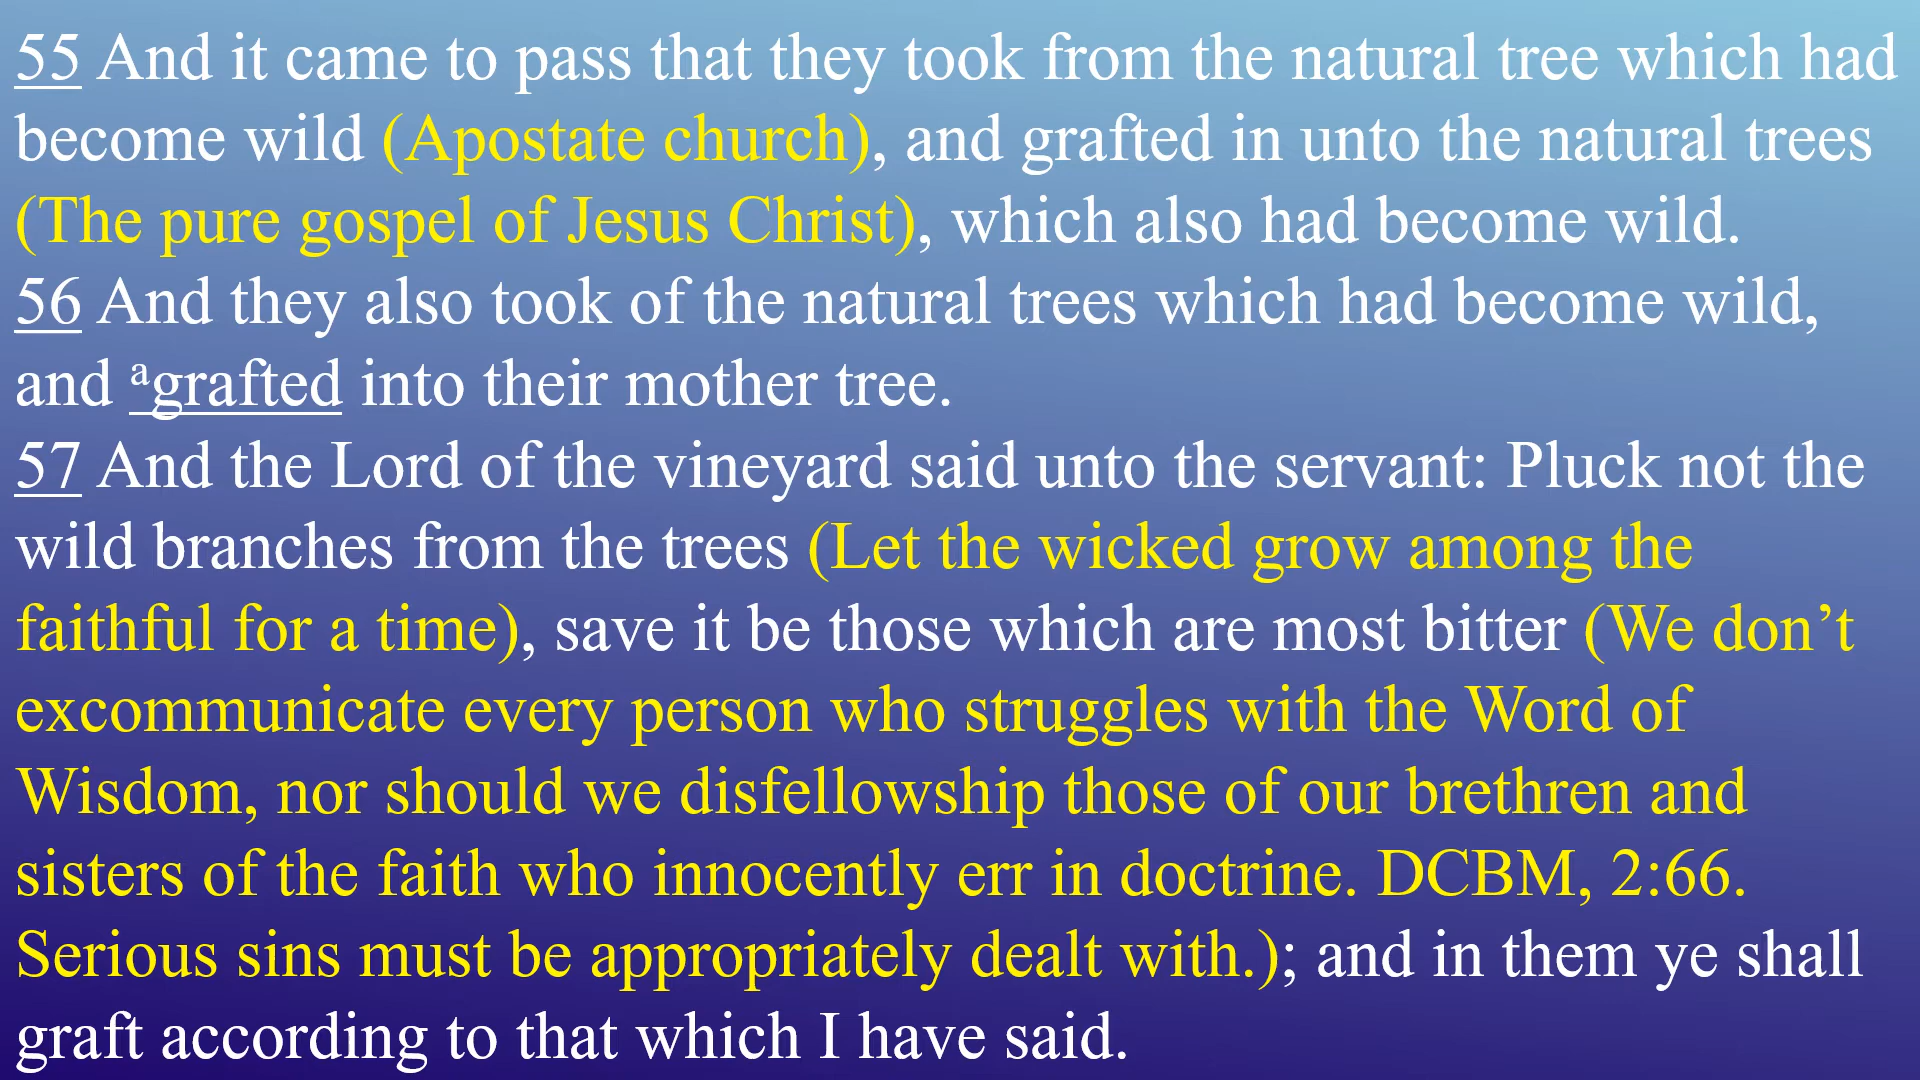 55 And it came to pass that they took from the natural tree which had
become wild (Apostate church), and grafted in unto the natural trees
(The pure gospel of Jesus Christ), which also had become wild.
56 And they also took of the natural trees which had become wild,
and agrafted into their mother tree.
57 And the Lord of the vineyard said unto the servant: Pluck not the
wild branches from the trees (Let the wicked grow among the
faithful for a time), save it be those which are most bitter (We don’t
excommunicate every person who struggles with the Word of
Wisdom, nor should we disfellowship those of our brethren and
sisters of the faith who innocently err in doctrine. DCBM, 2:66.
Serious sins must be appropriately dealt with.); and in them ye shall
graft according to that which I have said.